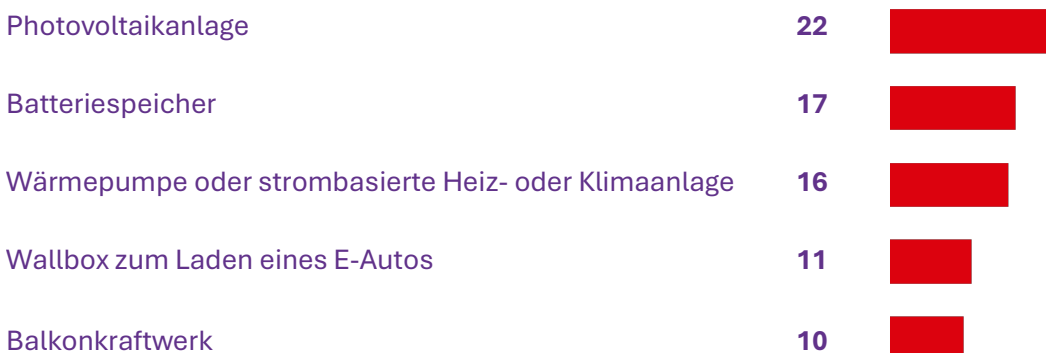 Photovoltaikanlage 22
Batteriespeicher 17
Wärmepumpe oder strombasierte Heiz- oder Klimaanlage 16
Wallbox zum Laden eines E-Autos 11
Balkonkraftwerk 10